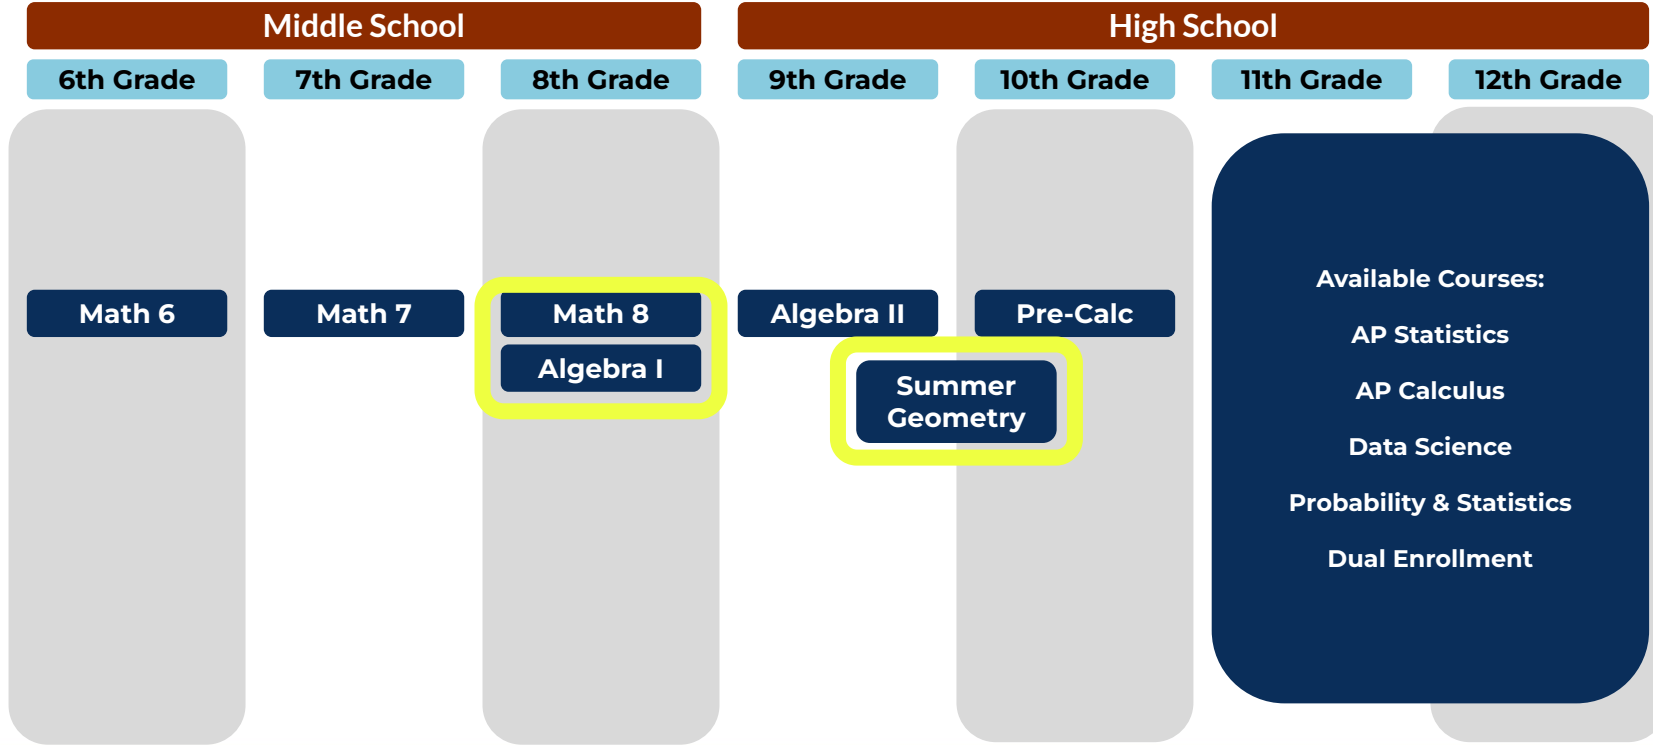 Middle School
High School
6th Grade
7th Grade
8th Grade
9th Grade
10th Grade
11th Grade
12th Grade
Math 6
Math 7
Math 8
Algebra I
Algebra II
Pre-Calc
Summer
Geometry
Available Courses:
AP Statistics
AP Calculus
Data Science
Probability & Statistics
Dual Enrollment